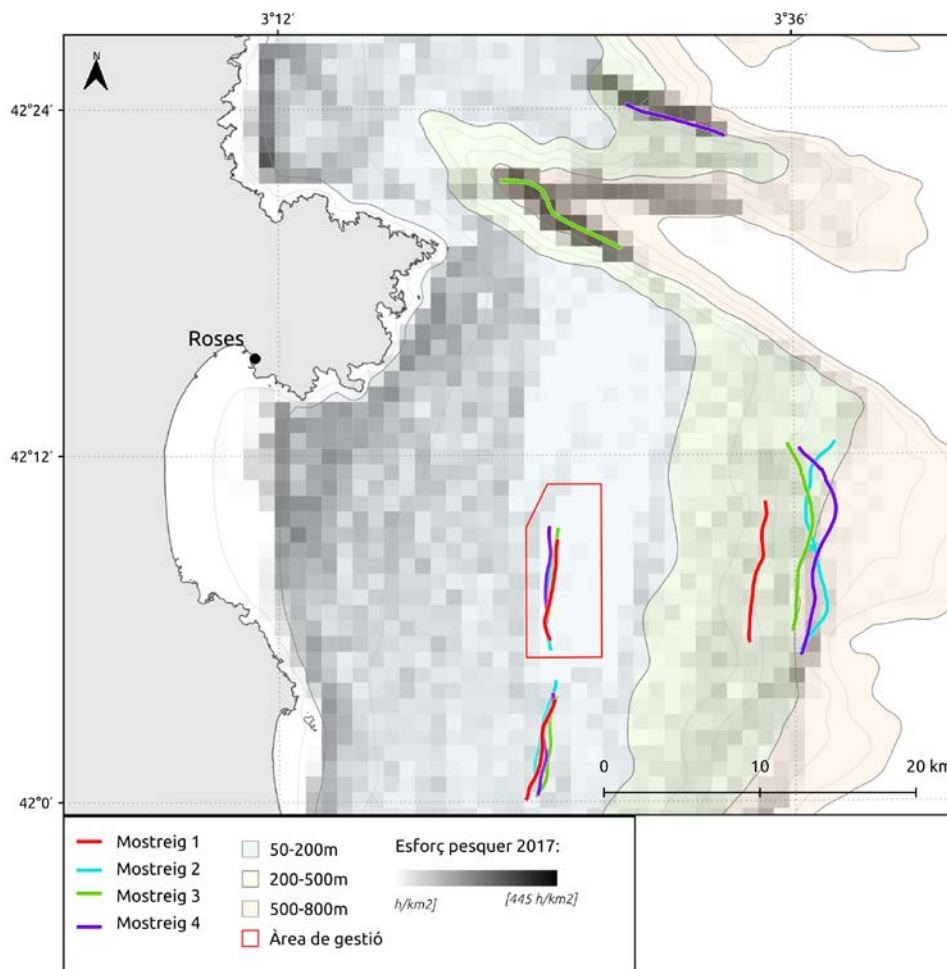 3°12′ 3°36′
N
42°24′
Roses
42°12′
0 10 20 km
42°0′
Mostreig 1
Mostreig 2
Mostreig 3
Mostreig 4
50-200m
200-500m
500-800m
Àrea de gestió
Esforç pesquer 2017:
h/km2] [445 h/km2]